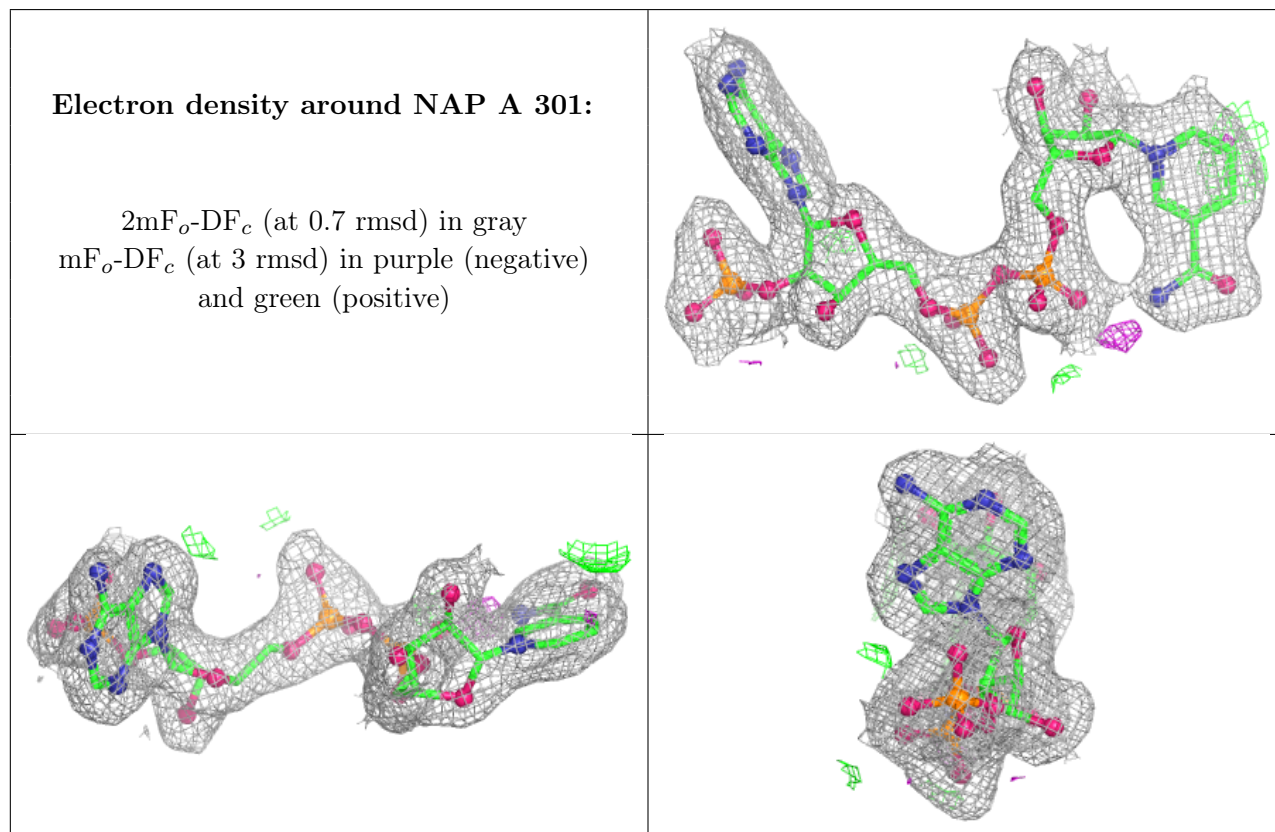 Electron density around NAP A 301:
2mFo-DFc (at 0.7 rmsd) in gray
mFo-DFc (at 3 rmsd) in purple (negative)
and green (positive)